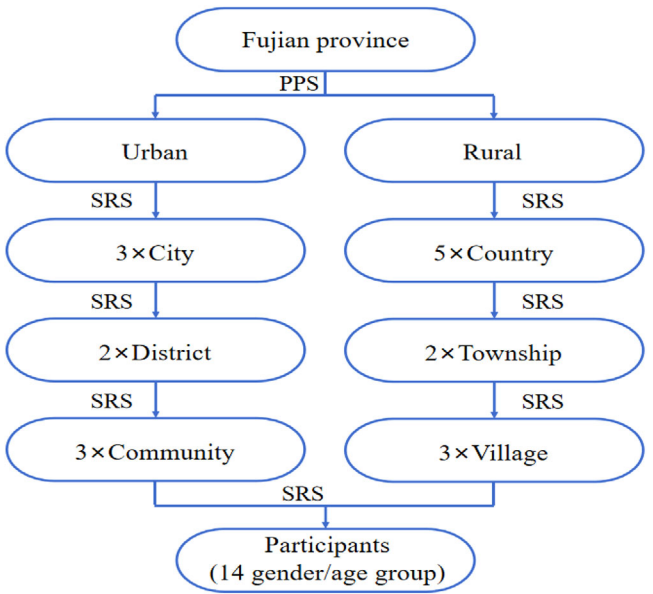 Fujian province
PPS
Urban
Rural
SRS
SRS
3×City
5×Country
SRS
SRS
2×District
2×Township
SRS
SRS
3×Community
3×Village
SRS
Participants
(14 gender/age group)